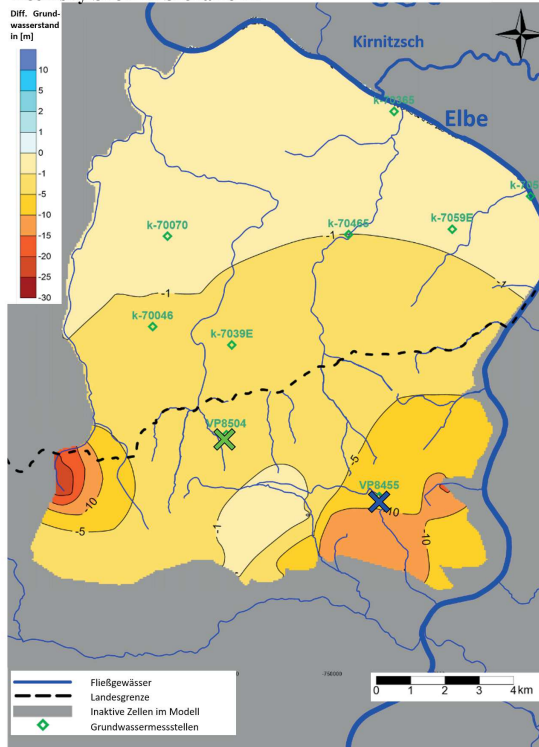 Diff. Grund-
wasserstand
in [m]
10
5
2
1
0
-1
-5
-10
-15
-20
-25
-30
Kirnitzsch
Elbe
k-7059E
k-70070
k-70465
-1
-1
-1
k-70046
k-7039E
VP8504
-5
VP8455
-10
-5
-1
-10
-10
Fließgewässer
Landesgrenze
Inaktive Zellen im Modell
Grundwassermessstellen
0 1 2 3 4 km